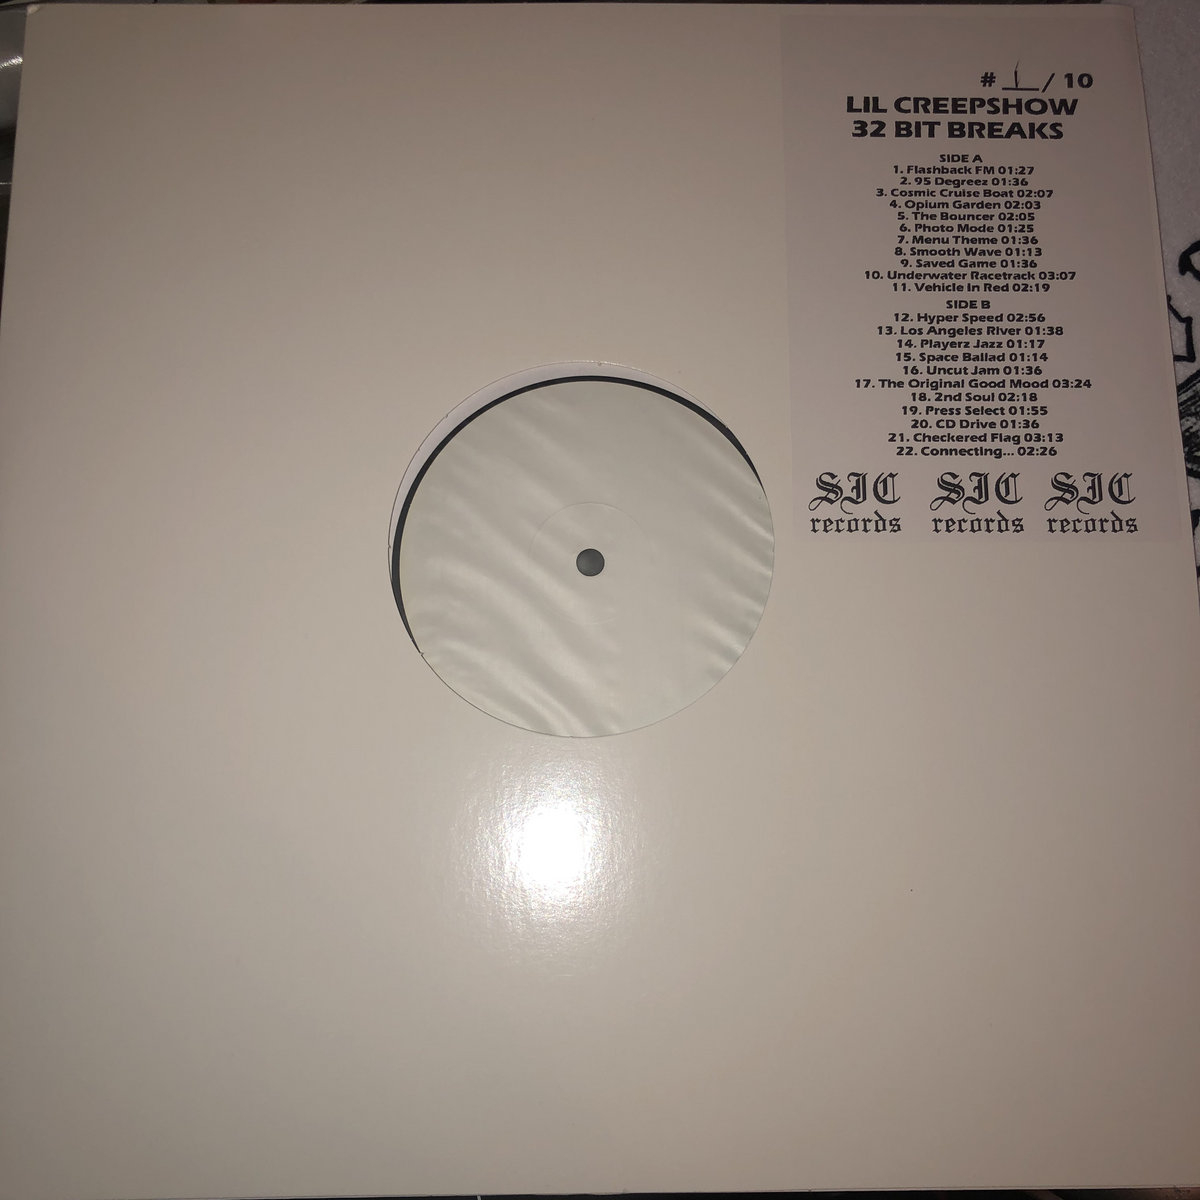 # 1 / 10
LIL CREEPSHOW
32 BIT BREAKS
SIDE A
1. Flashback FM 01:27
2. 95 Degreez 01:36
3. Cosmic Cruise Boat 02:07
4. Opium Garden 02:03
5. The Bouncer 02:05
6. Photo Mode 01:25
7. Menu Theme 01:36
8. Smooth Wave 01:13
9. Saved Game 01:36
10. Underwater Racetrack 03:07
11. Vehicle In Red 02:19
SIDE B
12. Hyper Speed 02:56
13. Los Angeles River 01:38
14. Playerz Jazz 01:17
15. Space Ballad 01:14
16. Uncut Jam 01:36
17. The Original Good Mood 03:24
18. 2nd Soul 02:18
19. Press Select 01:55
20. CD Drive 01:36
21. Checkered Flag 03:13
22. Connecting... 02:26
SIC SIC SIC
records records records